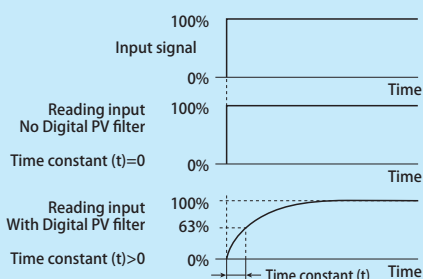 100%
Input signal
0%
Time
Reading input 100%
No Digital PV filter
Time constant (t)=0 0%
Time
Reading input 100%
With Digital PV filter 63%
Time constant (t)>0 0%
Time constant (t) Time